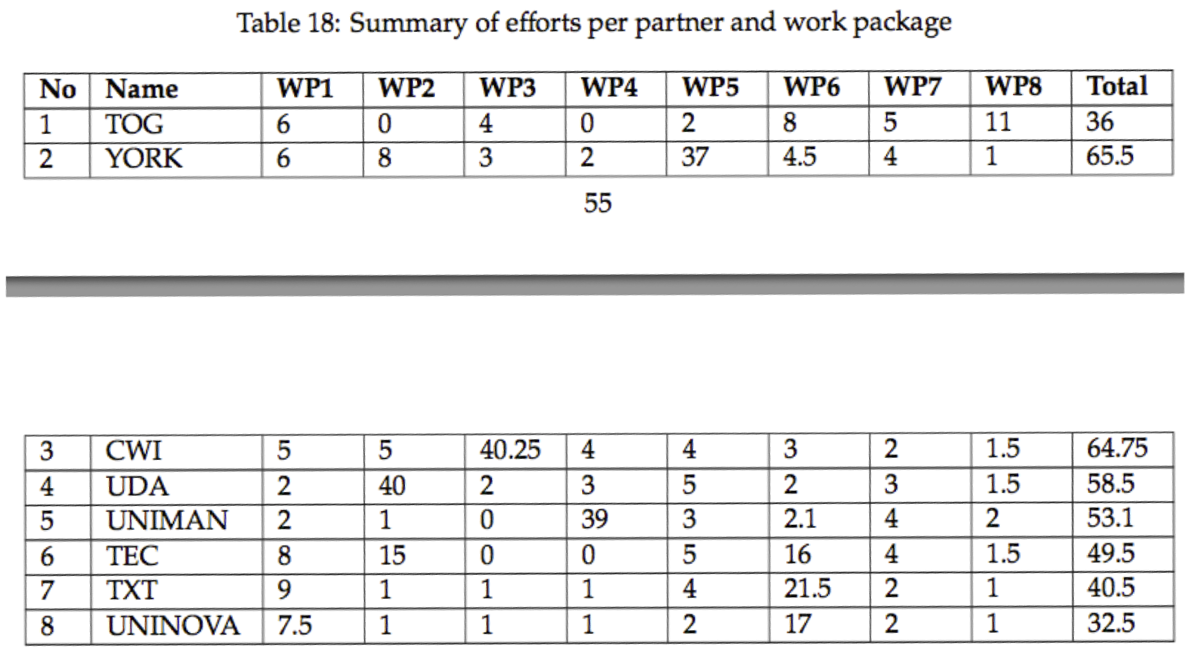 Table 18: Summary of efforts per partner and work package
No Name WP1 WP2 WP3 WP4 WP5 WP6 WP7 WP8 Total
1 TOG 6 0 4 0 2 8 5 11 36
2 YORK 6 8 3 2 37 4.5 4 1 65.5
55
3 CWI 5 5 40.25 4 4 3 2 1.5 64.75
4 UDA 2 40 2 3 5 2 3 1.5 58.5
5 UNIMAN 2 1 0 39 3 2.1 4 2 53.1
6 TEC 8 15 0 0 5 16 4 1.5 49.5
7 TXT 9 1 1 1 4 21.5 2 1 40.5
8 UNINOVA 7.5 1 1 1 2 17 2 1 32.5